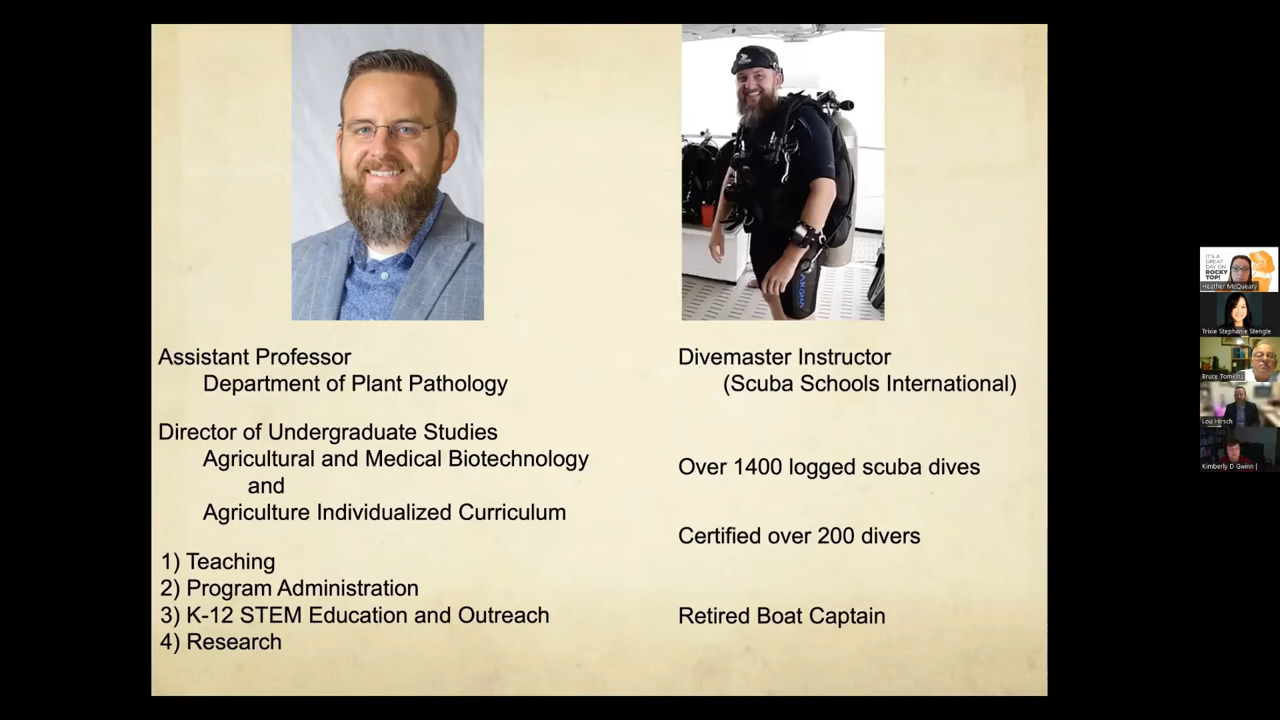 Assistant Professor
Department of Plant Pathology
Director of Undergraduate Studies
Agricultural and Medical Biotechnology
and
Agriculture Individualized Curriculum
1) Teaching
2) Program Administration
3) K-12 STEM Education and Outreach
4) Research
Divemaster Instructor
(Scuba Schools International)
Over 1400 logged scuba dives
Certified over 200 divers
Retired Boat Captain
IT'S A
GREAT
DAY ON
ROCKY
TOP!
Heather McQueary
Trixie Stephanie Stengle
Bruce Tomkin
Lou Hirsch
Kimberly D Gwinn |